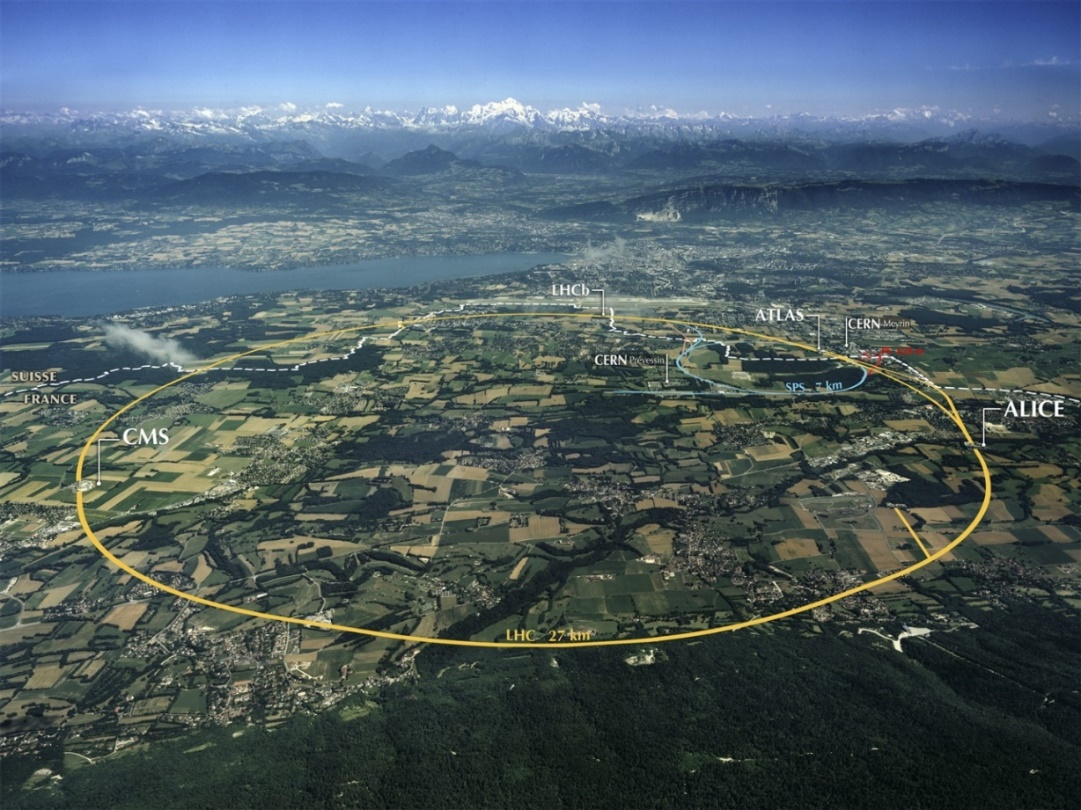 LHCb
ATLAS
CERN Meyrin
CERN Prévessin
SUISSE
FRANCE
SPS 7 km
ALICE
CMS
LHC 27 km